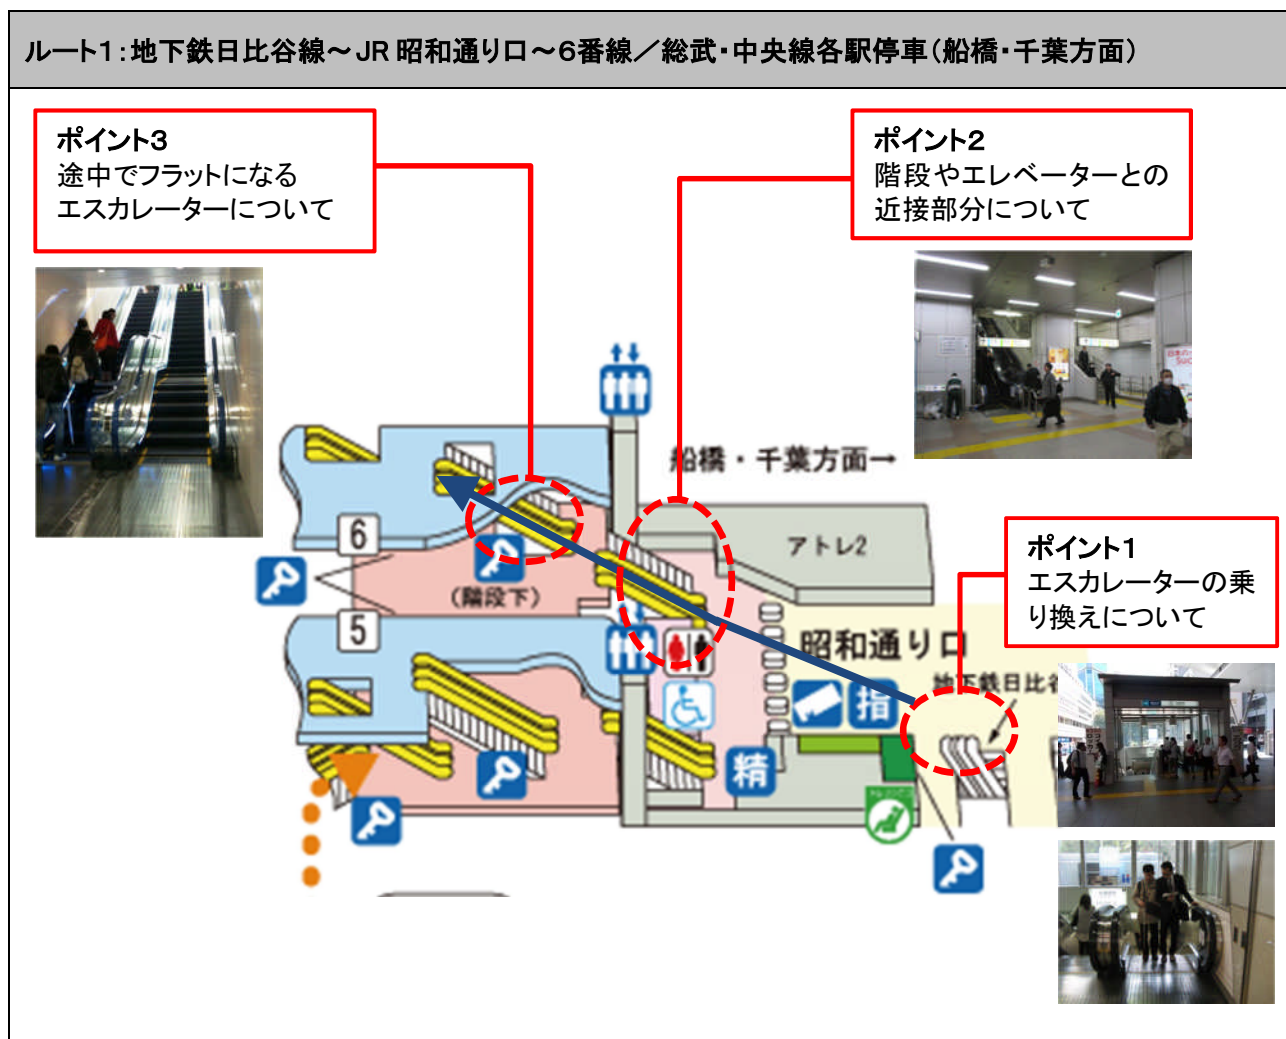 ルート1：地下鉄日比谷線～JR 昭和通り口～6番線／総武・中央線各駅停車（船橋・千葉方面）
ポイント3
途中でフラットになる
エスカレーターについて
ポイント2
階段やエレベーターとの
近接部分について
船橋・千葉方面→
アトレ2
6
（階段下）
5
ポイント1
エスカレーターの乗
り換えについて
昭和通り口
地下鉄日比谷
指
精